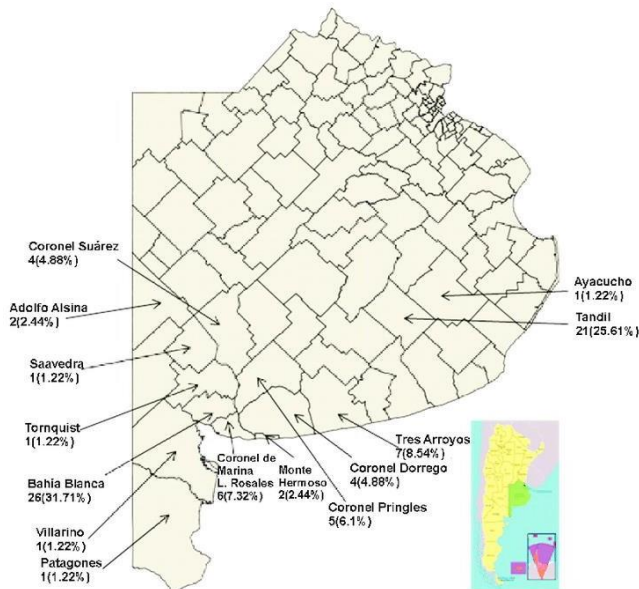 Coronel Suárez
4(4.88%)
Adolfo Alsina
2(2.44%)
Saavedra
1(1.22%)
Tornquist
1(1.22%)
Bahía Blanca
26(31.71%)
Villarino
1(1.22%)
Patagones
1(1.22%)
Coronel de
Marina
L. Rosales
6(7.32%)
Monte
Hermoso
2(2.44%)
Ayacucho
1(1.22%)
Tandil
21(25.61%)
Tres Arroyos
7(8.54%)
Coronel Dorrego
4(4.88%)
Coronel Pringles
5(6.1%)